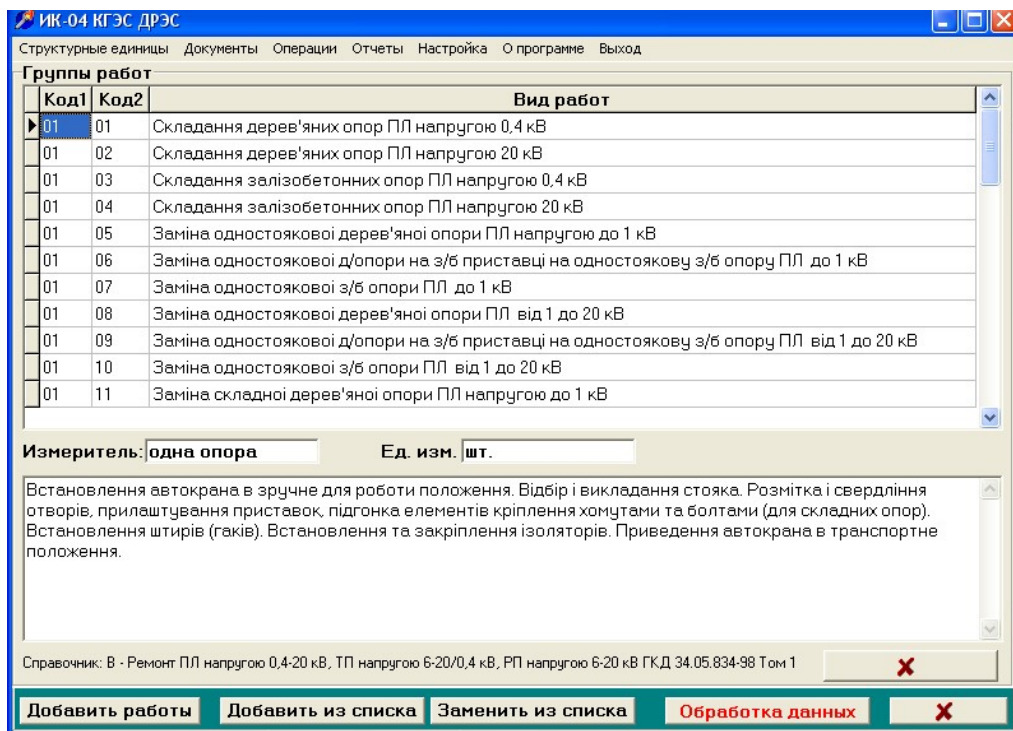 ИК-04 КГЭС ДРЭС
Структурные единицы Документы Операции Отчеты Настройка О программе Выход
Группы работ
Код1 Код2 Вид работ
01 01 Складання дерев'яних опор ПЛ напругою 0,4 кВ
01 02 Складання дерев'яних опор ПЛ напругою 20 кВ
01 03 Складання залізобетонних опор ПЛ напругою 0,4 кВ
01 04 Складання залізобетонних опор ПЛ напругою 20 кВ
01 05 Заміна одностоякової дерев'яної опори ПЛ напругою до 1 кВ
01 06 Заміна одностоякової д/опори на з/б приставці на одностоякову з/б опору ПЛ до 1 кВ
01 07 Заміна одностоякової з/б опори ПЛ до 1 кВ
01 08 Заміна одностоякової дерев'яної опори ПЛ від 1 до 20 кВ
01 09 Заміна одностоякової д/опори на з/б приставці на одностоякову з/б опору ПЛ від 1 до 20 кВ
01 10 Заміна одностоякової з/б опори ПЛ від 1 до 20 кВ
01 11 Заміна складної дерев'яної опори ПЛ напругою до 1 кВ
Измеритель: одна опора Ед. изм. шт.
Встановлення автокрана в зручне для роботи положення. Відбір і викладання стояка. Розмітка і свердління
отворів, прилаштування приставок, підгонка елементів кріплення хомутами та болтами (для складних опор).
Встановлення штирів (гаків). Встановлення та закріплення ізоляторів. Приведення автокрана в транспортне
положення.
Справочник: В - Ремонт ПЛ напругою 0,4-20 кВ, ТП напругою 6-20/0,4 кВ, РП напругою 6-20 кВ ГКД 34.05.834-98 Том 1
Добавить работы Добавить из списка Заменить из списка Обработка данных